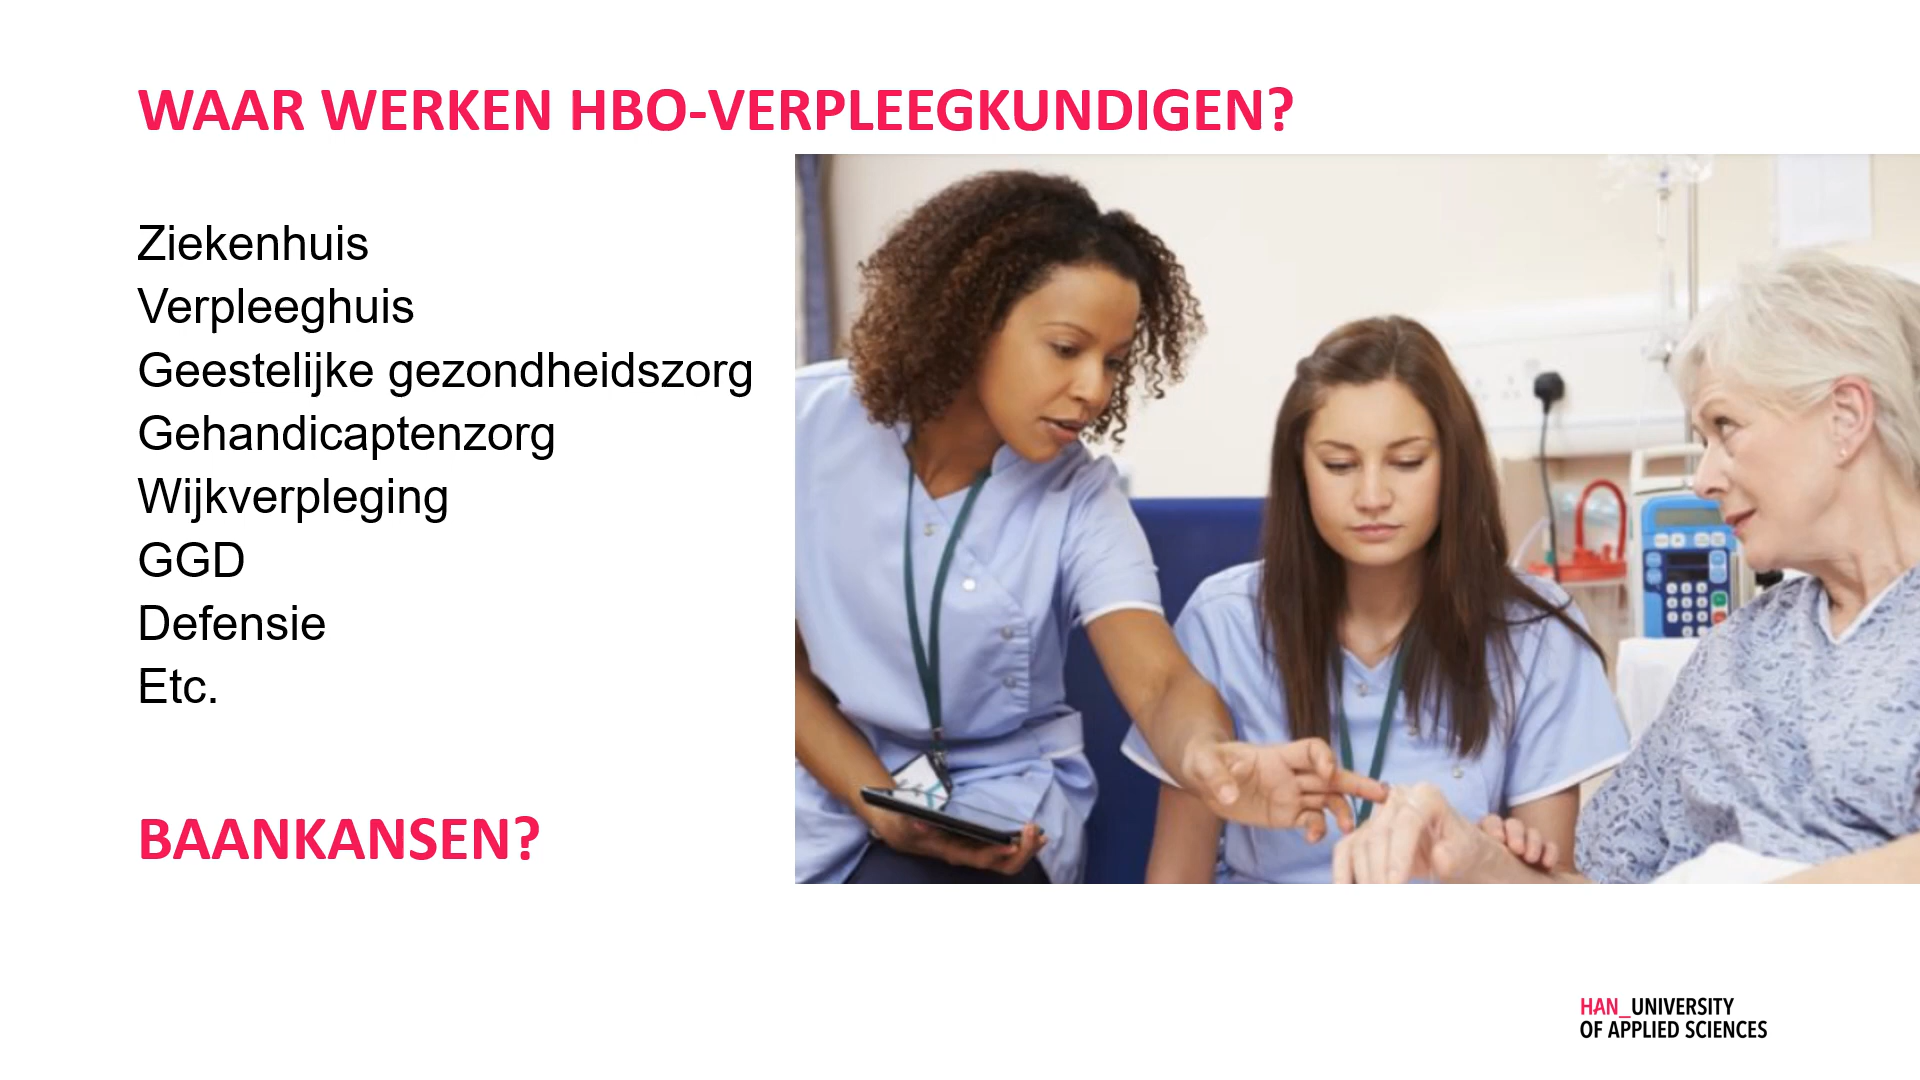 WAAR WERKEN HBO-VERPLEEGKUNDIGEN?
Ziekenhuis
Verpleeghuis
Geestelijke gezondheidszorg
Gehandicaptenzorg
Wijkverpleging
GGD
Defensie
Etc.
BAANKANSEN?
HAN_UNIVERSITY
OF APPLIED SCIENCES